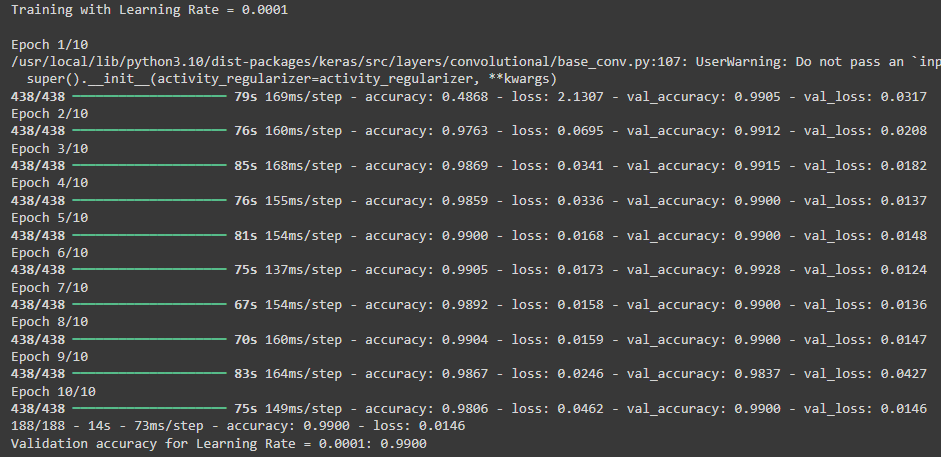 Training with Learning Rate = 0.0001
Epoch 1/10
/usr/local/lib/python3.10/dist-packages/keras/src/layers/convolutional/base_conv.py:107: UserWarning: Do not pass an `inp
super().__init__(activity_regularizer=activity_regularizer, **kwargs)
438/438 ━━━━━━━━━━━━━━━━━━━━ 79s 169ms/step - accuracy: 0.4868 - loss: 2.1307 - val_accuracy: 0.9905 - val_loss: 0.0317
Epoch 2/10
438/438 ━━━━━━━━━━━━━━━━━━━━ 76s 160ms/step - accuracy: 0.9763 - loss: 0.0695 - val_accuracy: 0.9912 - val_loss: 0.0208
Epoch 3/10
438/438 ━━━━━━━━━━━━━━━━━━━━ 85s 168ms/step - accuracy: 0.9869 - loss: 0.0341 - val_accuracy: 0.9915 - val_loss: 0.0182
Epoch 4/10
438/438 ━━━━━━━━━━━━━━━━━━━━ 76s 155ms/step - accuracy: 0.9859 - loss: 0.0336 - val_accuracy: 0.9900 - val_loss: 0.0137
Epoch 5/10
438/438 ━━━━━━━━━━━━━━━━━━━━ 81s 154ms/step - accuracy: 0.9900 - loss: 0.0168 - val_accuracy: 0.9900 - val_loss: 0.0148
Epoch 6/10
438/438 ━━━━━━━━━━━━━━━━━━━━ 75s 137ms/step - accuracy: 0.9905 - loss: 0.0173 - val_accuracy: 0.9928 - val_loss: 0.0124
Epoch 7/10
438/438 ━━━━━━━━━━━━━━━━━━━━ 67s 154ms/step - accuracy: 0.9892 - loss: 0.0158 - val_accuracy: 0.9900 - val_loss: 0.0136
Epoch 8/10
438/438 ━━━━━━━━━━━━━━━━━━━━ 70s 160ms/step - accuracy: 0.9904 - loss: 0.0159 - val_accuracy: 0.9900 - val_loss: 0.0147
Epoch 9/10
438/438 ━━━━━━━━━━━━━━━━━━━━ 83s 164ms/step - accuracy: 0.9867 - loss: 0.0246 - val_accuracy: 0.9837 - val_loss: 0.0427
Epoch 10/10
438/438 ━━━━━━━━━━━━━━━━━━━━ 75s 149ms/step - accuracy: 0.9806 - loss: 0.0462 - val_accuracy: 0.9900 - val_loss: 0.0146
188/188 - 14s - 73ms/step - accuracy: 0.9900 - loss: 0.0146
Validation accuracy for Learning Rate = 0.0001: 0.9900